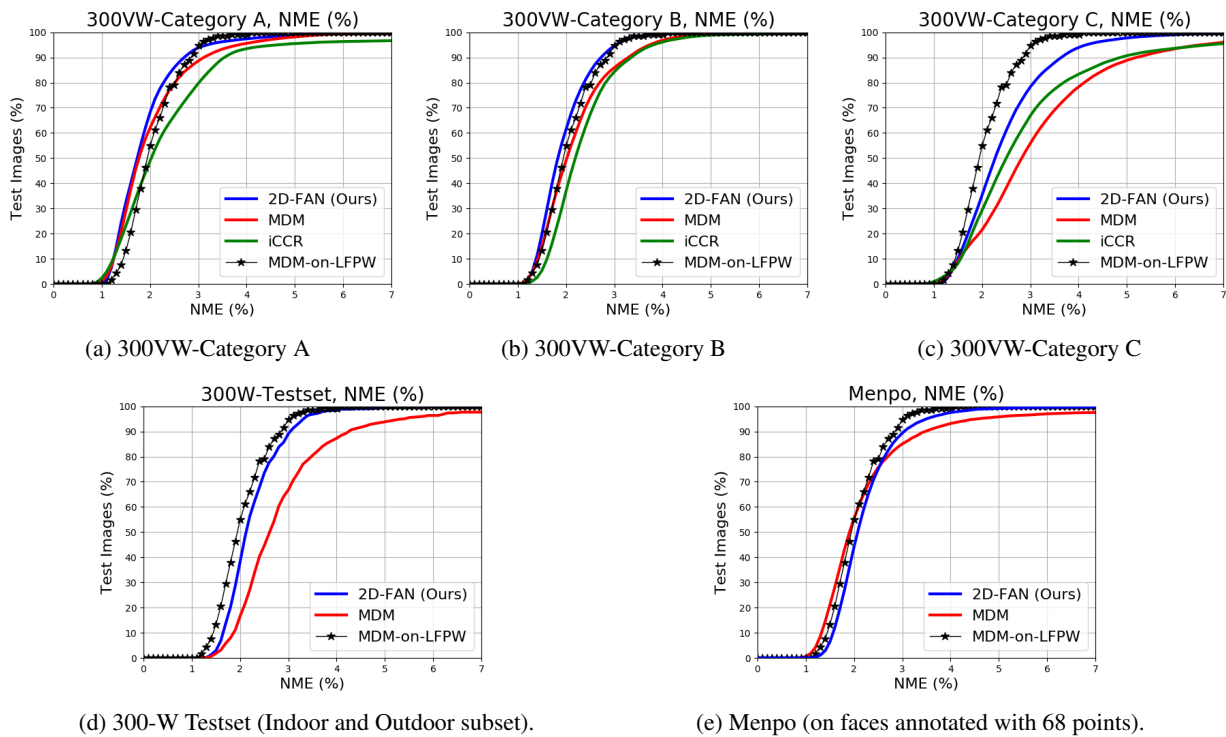 300VW-Category A, NME (%)
300VW-Category B, NME (%)
300VW-Category C, NME (%)
Test Images (%)
100
90
80
70
60
50
40
30
20
10
0
2D-FAN (Ours)
MDM
iCCR
MDM-on-LFPW
0 1 2 3 4 5 6 7
NME (%)
Test Images (%)
100
90
80
70
60
50
40
30
20
10
0
2D-FAN (Ours)
MDM
iCCR
MDM-on-LFPW
0 1 2 3 4 5 6 7
NME (%)
Test Images (%)
100
90
80
70
60
50
40
30
20
10
0
2D-FAN (Ours)
MDM
iCCR
MDM-on-LFPW
0 1 2 3 4 5 6 7
NME (%)
(a) 300VW-Category A
(b) 300VW-Category B
(c) 300VW-Category C
300W-Testset, NME (%)
Menpo, NME (%)
Test Images (%)
100
90
80
70
60
50
40
30
20
10
0
2D-FAN (Ours)
MDM
MDM-on-LFPW
0 1 2 3 4 5 6 7
NME (%)
Test Images (%)
100
90
80
70
60
50
40
30
20
10
0
2D-FAN (Ours)
MDM
MDM-on-LFPW
0 1 2 3 4 5 6 7
NME (%)
(d) 300-W Testset (Indoor and Outdoor subset).
(e) Menpo (on faces annotated with 68 points).